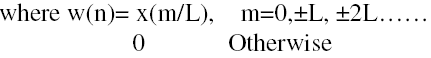 where w(n)= x(m/L), m=0,±L, ±2L……
0 Otherwise